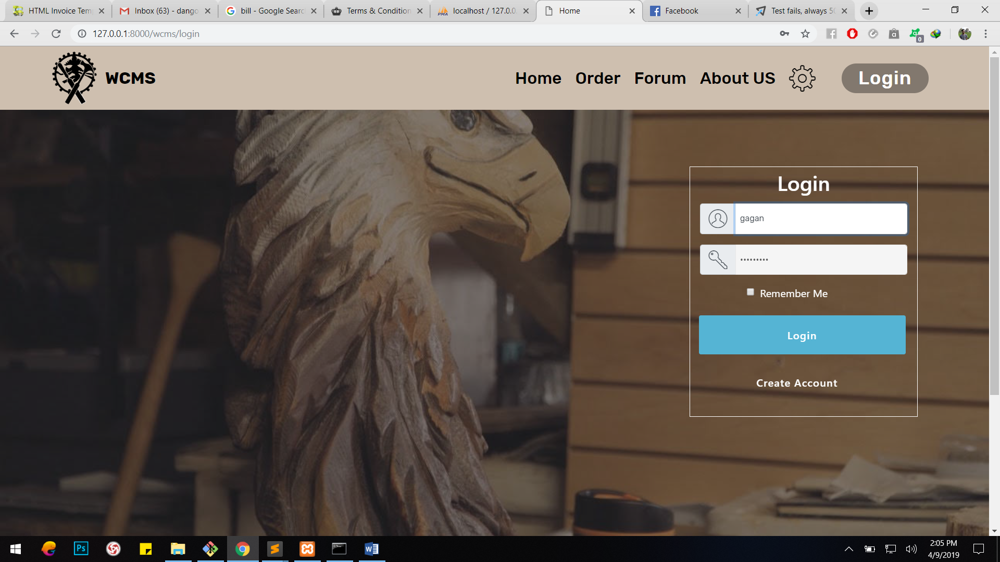 HTML Invoice Tem
Inbox (63) - dango
bill - Google Searc
Terms & Condition
localhost / 127.0.0
Home
Facebook
Test fails, always 50
127.0.0.1:8000/wcms/login
0
WCMS
Home Order Forum About US Login
Login
gagan
•••••••••
Remember Me
Login
Create Account
Ps
2:05 PM
4/9/2019